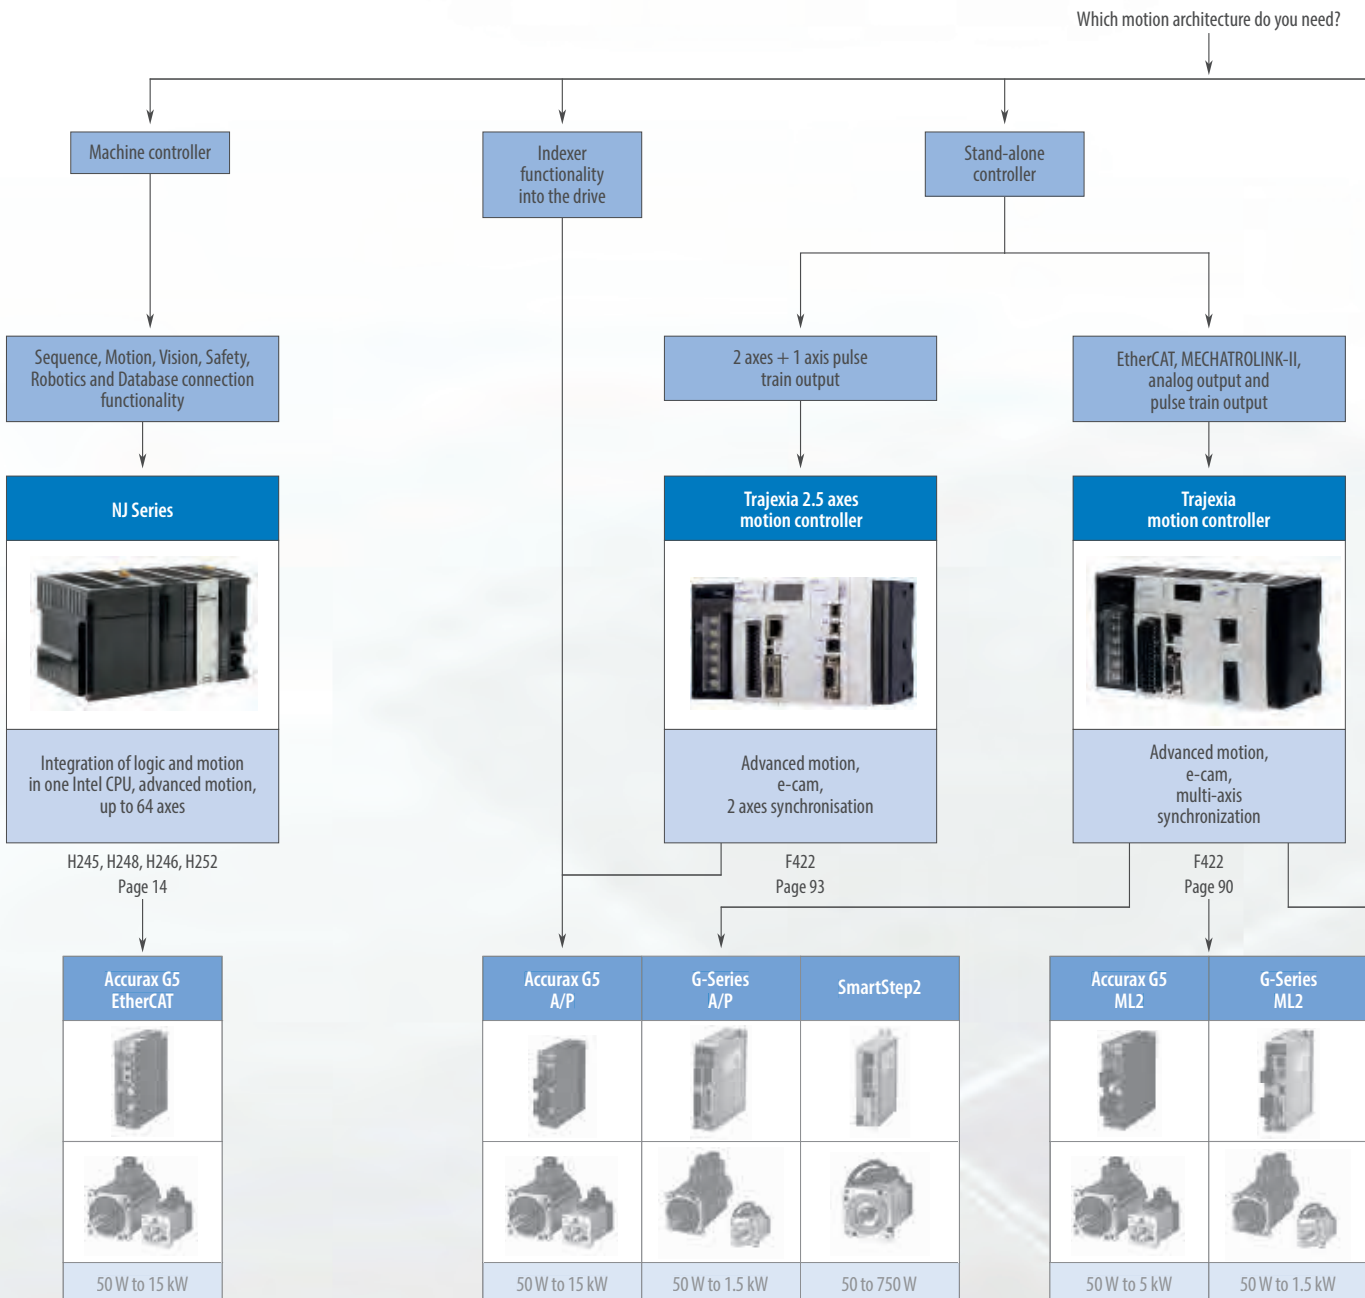 Which motion architecture do you need?
Machine controller
Indexer
functionality
into the drive
Stand-alone
controller
Sequence, Motion, Vision, Safety,
Robotics and Database connection
functionality
2 axes + 1 axis pulse
train output
EtherCAT, MECHATROLINK-II,
analog output and
pulse train output
NJ Series
Trajexia 2.5 axes
motion controller
Trajexia
motion controller
Integration of logic and motion
in one Intel CPU, advanced motion,
up to 64 axes
Advanced motion,
e-cam,
2 axes synchronisation
Advanced motion,
e-cam,
multi-axis
synchronization
H245, H248, H246, H252
Page 14
F422
Page 93
F422
Page 90
Accurax G5
EtherCAT
Accurax G5
A/P
G-Series
A/P
SmartStep2
Accurax G5
ML2
G-Series
ML2
50 W to 15 kW
50 W to 15 kW
50 W to 1.5 kW
50 to 750 W
50 W to 5 kW
50 W to 1.5 kW